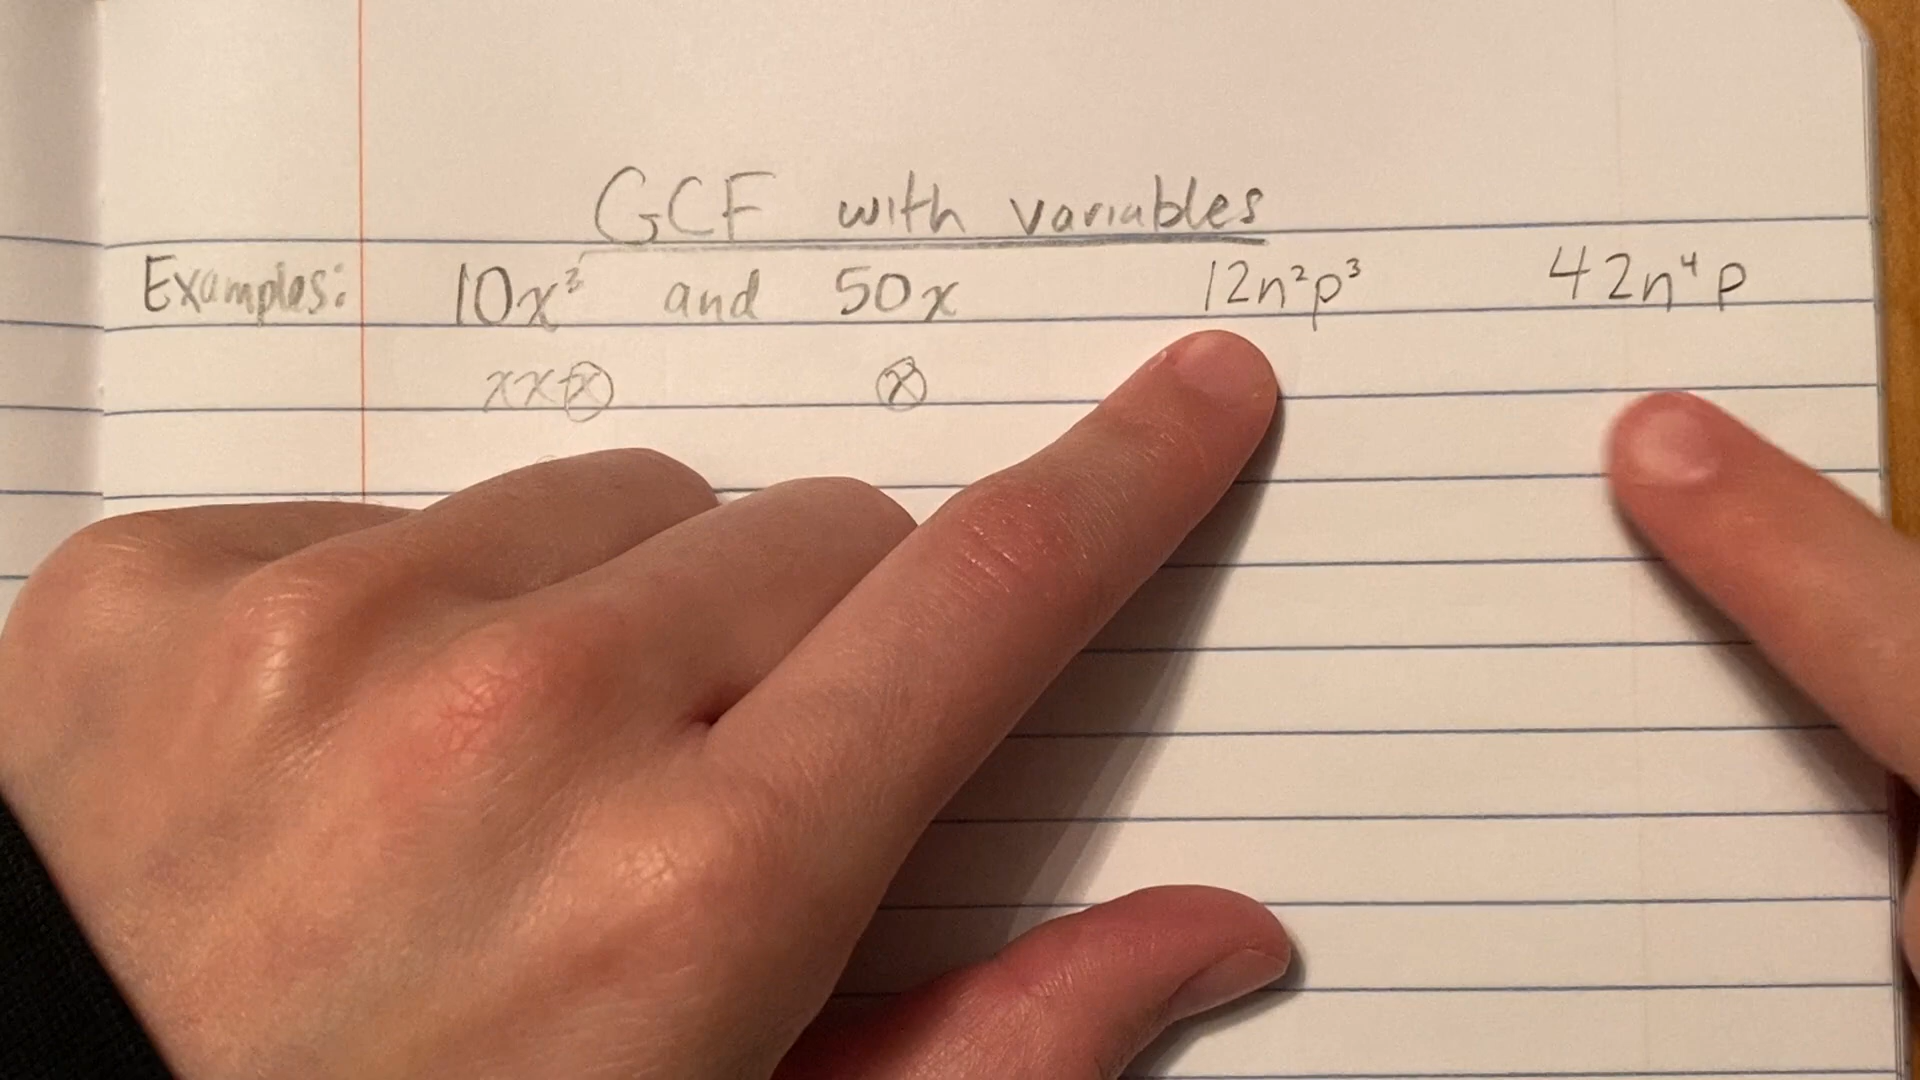 GCF with variables
Examples: 10x³ and 50x 12n²p³ 42n⁴p
xxx x